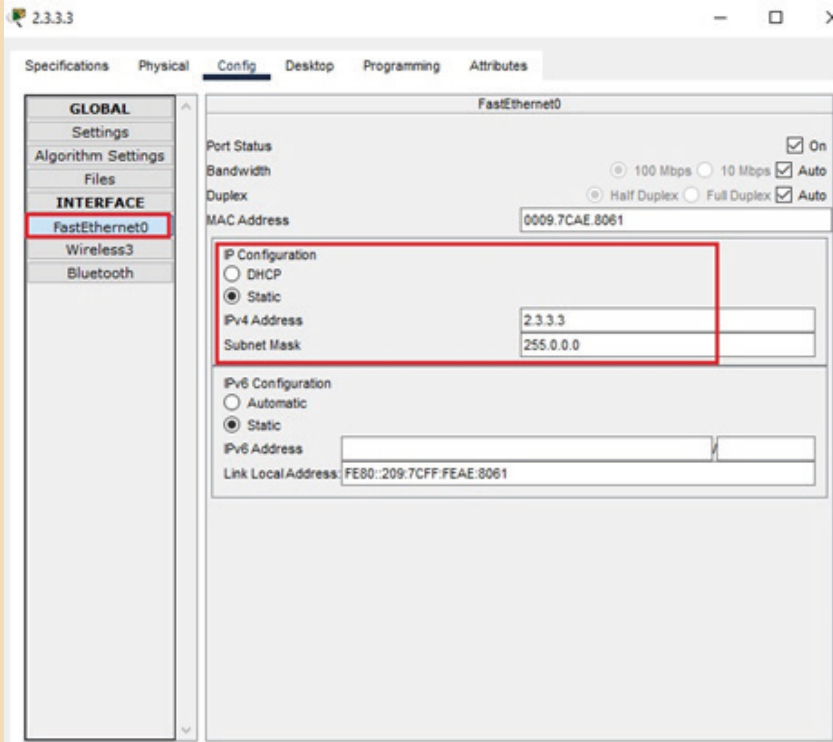 2.3.3.3
Specifications Physical Config Desktop Programming Attributes
GLOBAL
Settings
Algorithm Settings
Files
INTERFACE
FastEthernet0
Wireless3
Bluetooth
FastEthernet0
Port Status On
Bandwidth 100 Mbps 10 Mbps Auto
Duplex Half Duplex Full Duplex Auto
MAC Address 0009.7CAE.8061
IP Configuration
DHCP
Static
IPv4 Address 2.3.3.3
Subnet Mask 255.0.0.0
IPv6 Configuration
Automatic
Static
IPv6 Address /
Link Local Address: FE80::209:7CFF:FEAE:8061